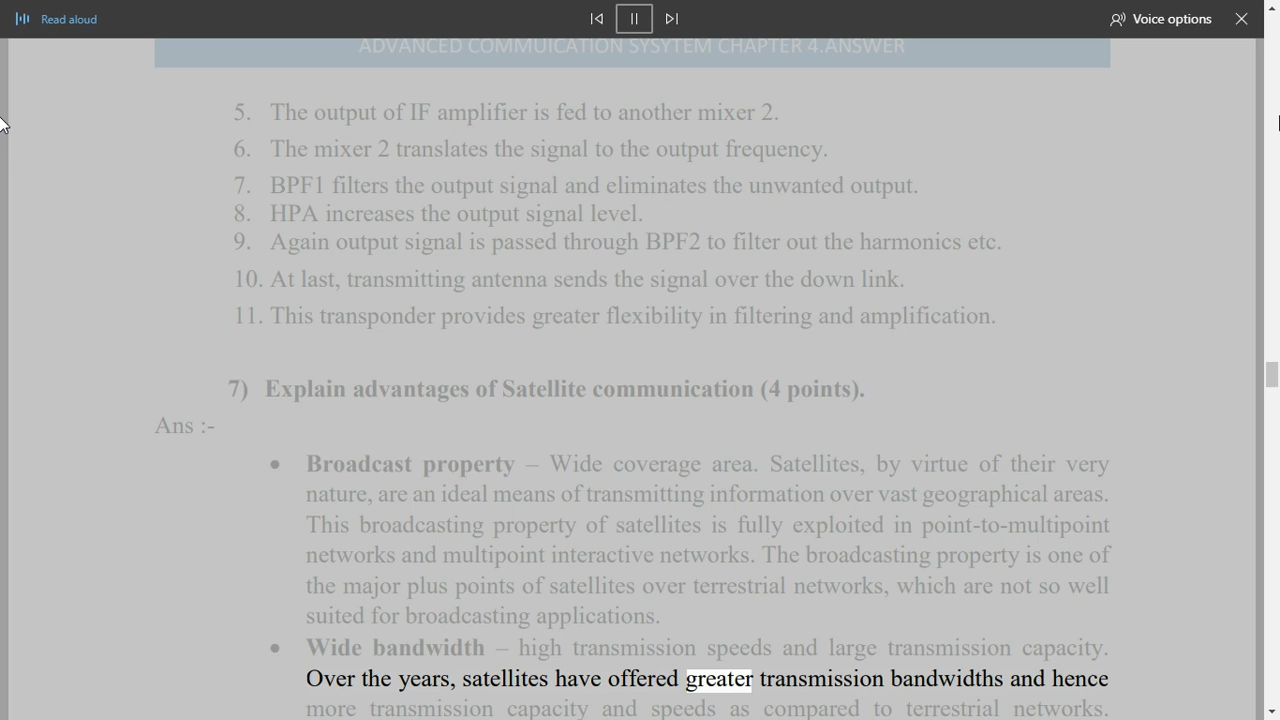 Read aloud
Voice options
ADVANCED COMMUICATION SYSYTEM CHAPTER 4.ANSWER
5. The output of IF amplifier is fed to another mixer 2.
6. The mixer 2 translates the signal to the output frequency.
7. BPF1 filters the output signal and eliminates the unwanted output.
8. HPA increases the output signal level.
9. Again output signal is passed through BPF2 to filter out the harmonics etc.
10. At last, transmitting antenna sends the signal over the down link.
11. This transponder provides greater flexibility in filtering and amplification.
7) Explain advantages of Satellite communication (4 points).
Ans :-
• Broadcast property – Wide coverage area. Satellites, by virtue of their very
nature, are an ideal means of transmitting information over vast geographical areas.
This broadcasting property of satellites is fully exploited in point-to-multipoint
networks and multipoint interactive networks. The broadcasting property is one of
the major plus points of satellites over terrestrial networks, which are not so well
suited for broadcasting applications.
• Wide bandwidth – high transmission speeds and large transmission capacity.
Over the years, satellites have offered greater transmission bandwidths and hence
more transmission capacity and speeds as compared to terrestrial networks.